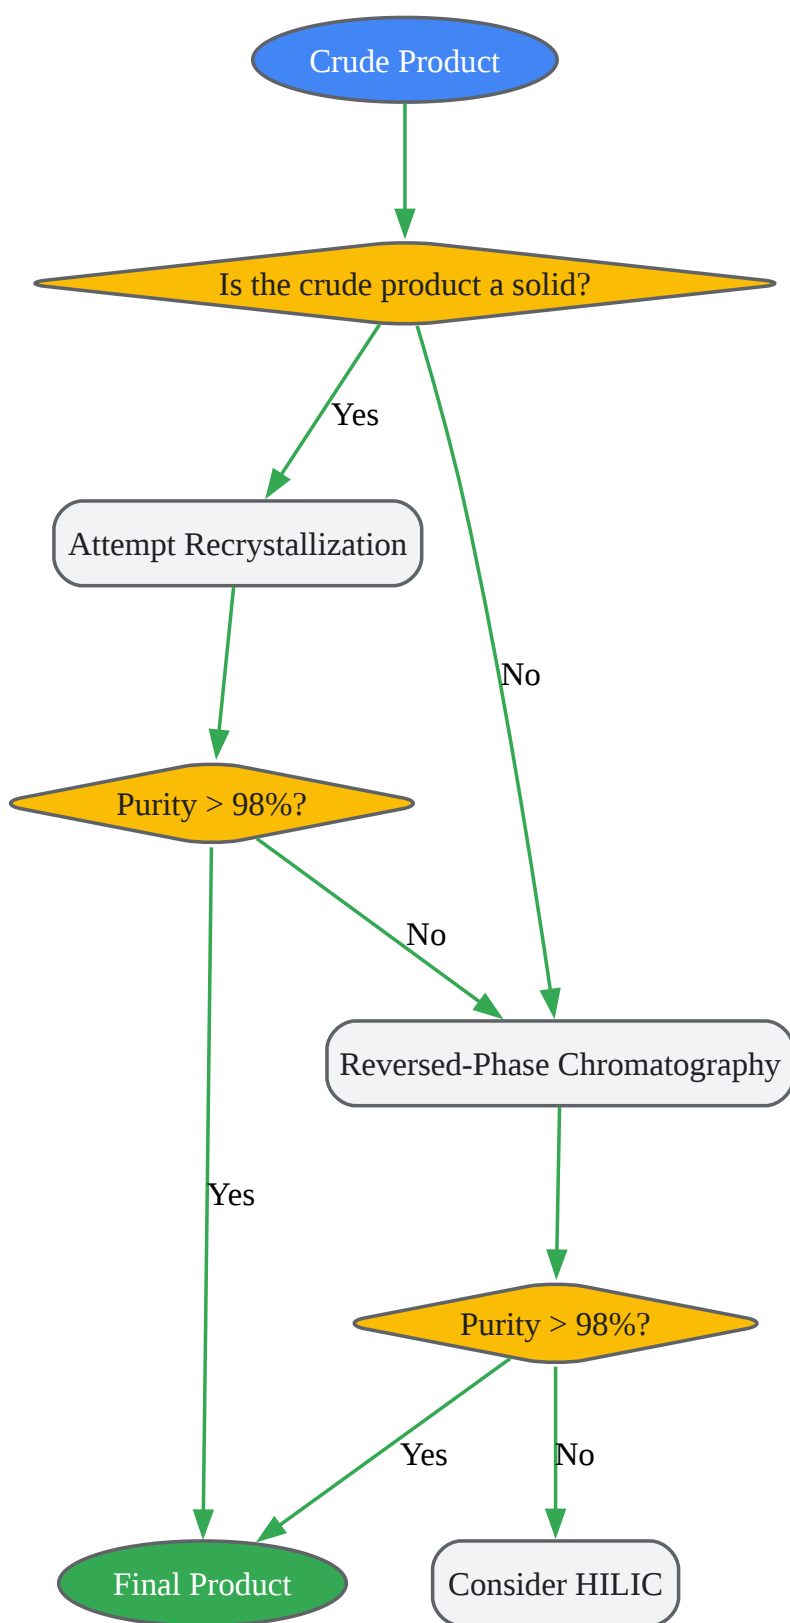 Crude Product
Is the crude product a solid?
Yes
Attempt Recrystallization
No
Purity > 98%?
No
Reversed-Phase Chromatography
Yes
Purity > 98%?
Yes
No
Final Product
Consider HILIC